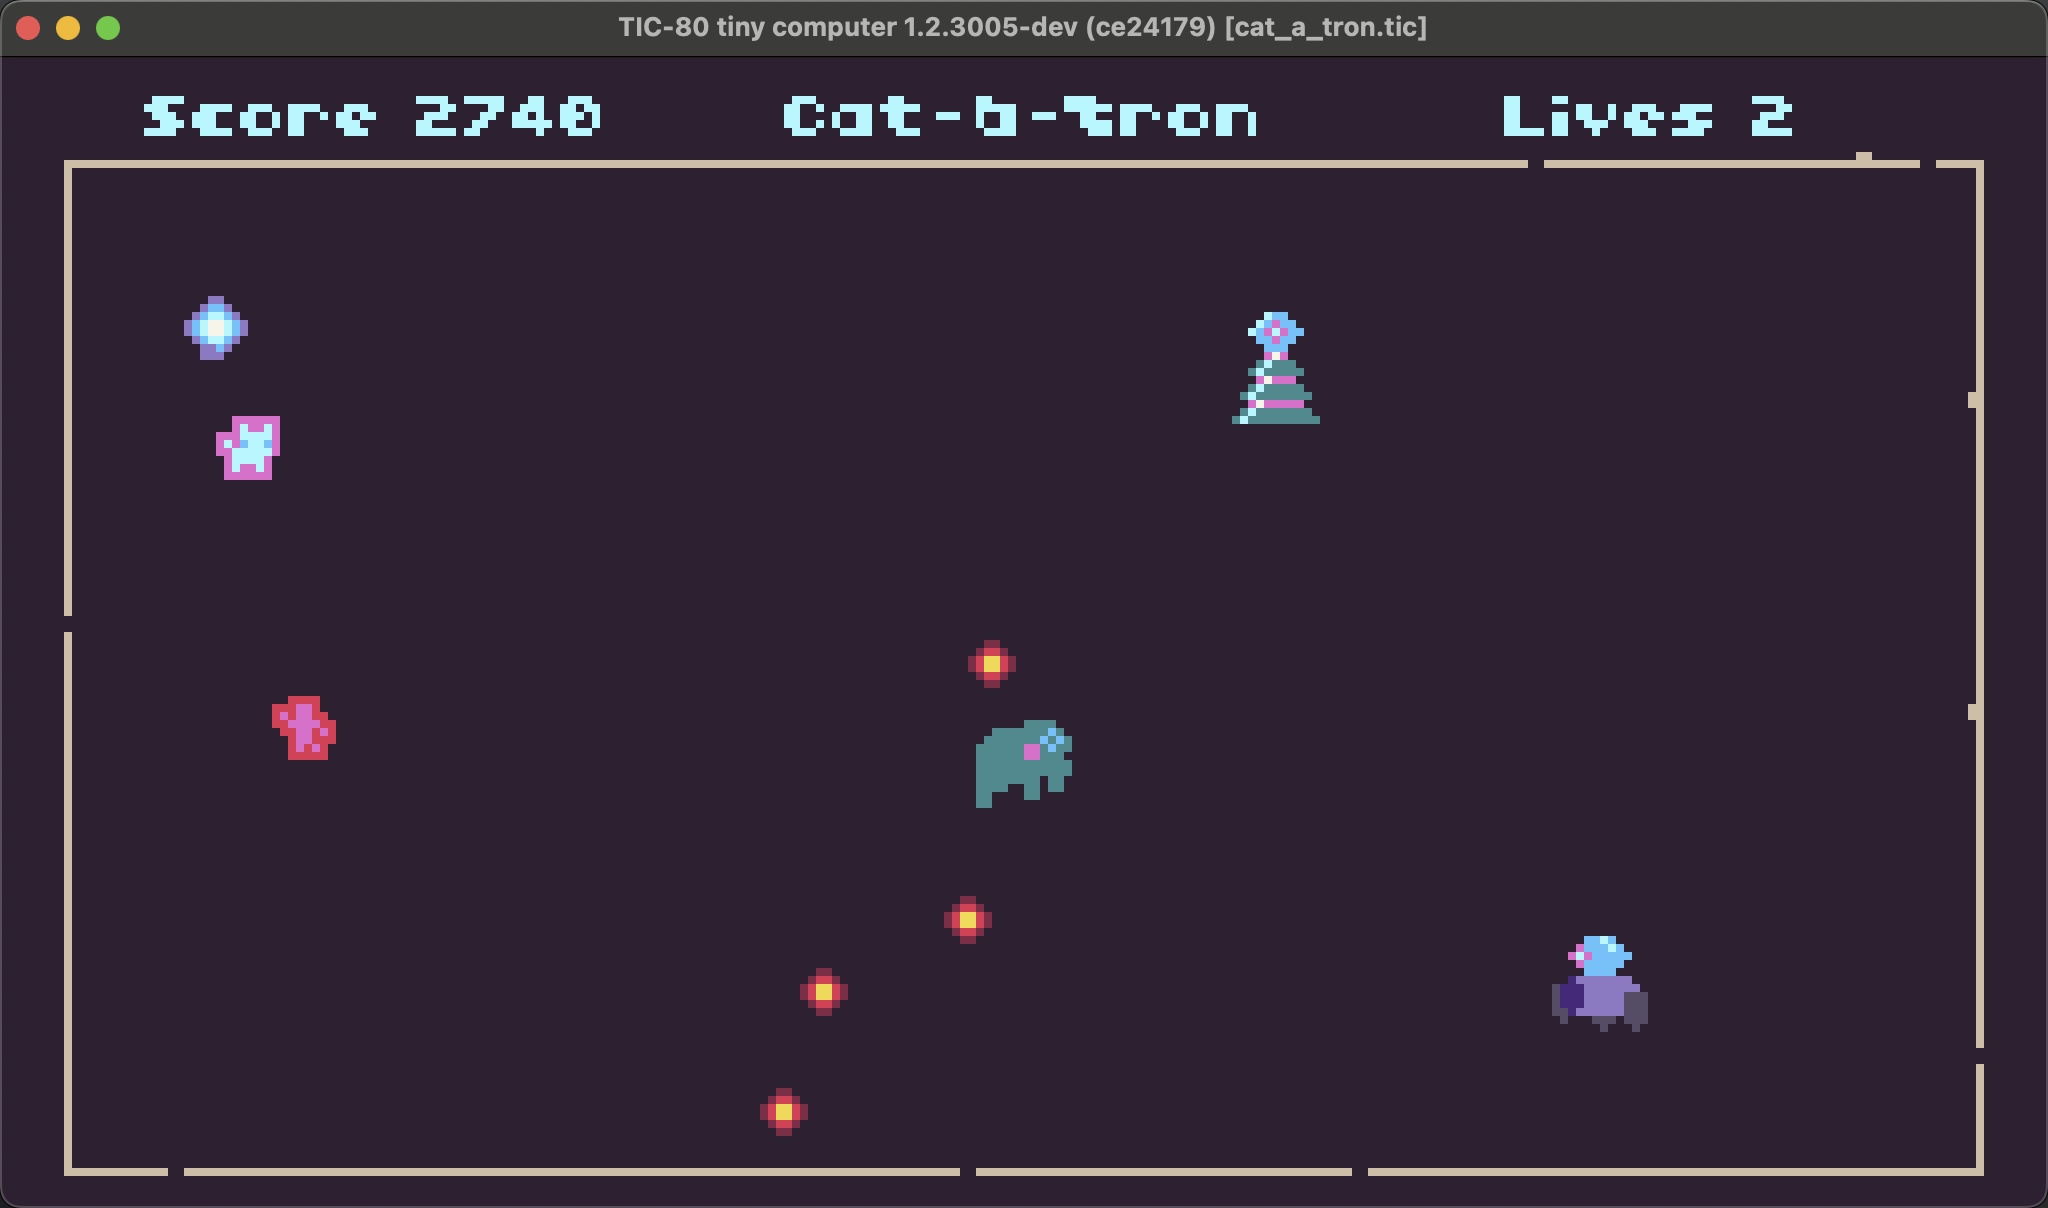 TIC-80 tiny computer 1.2.3005-dev (ce24179) [cat_a_tron.tic]
Score 2740 Cat-b-tron Lives 2